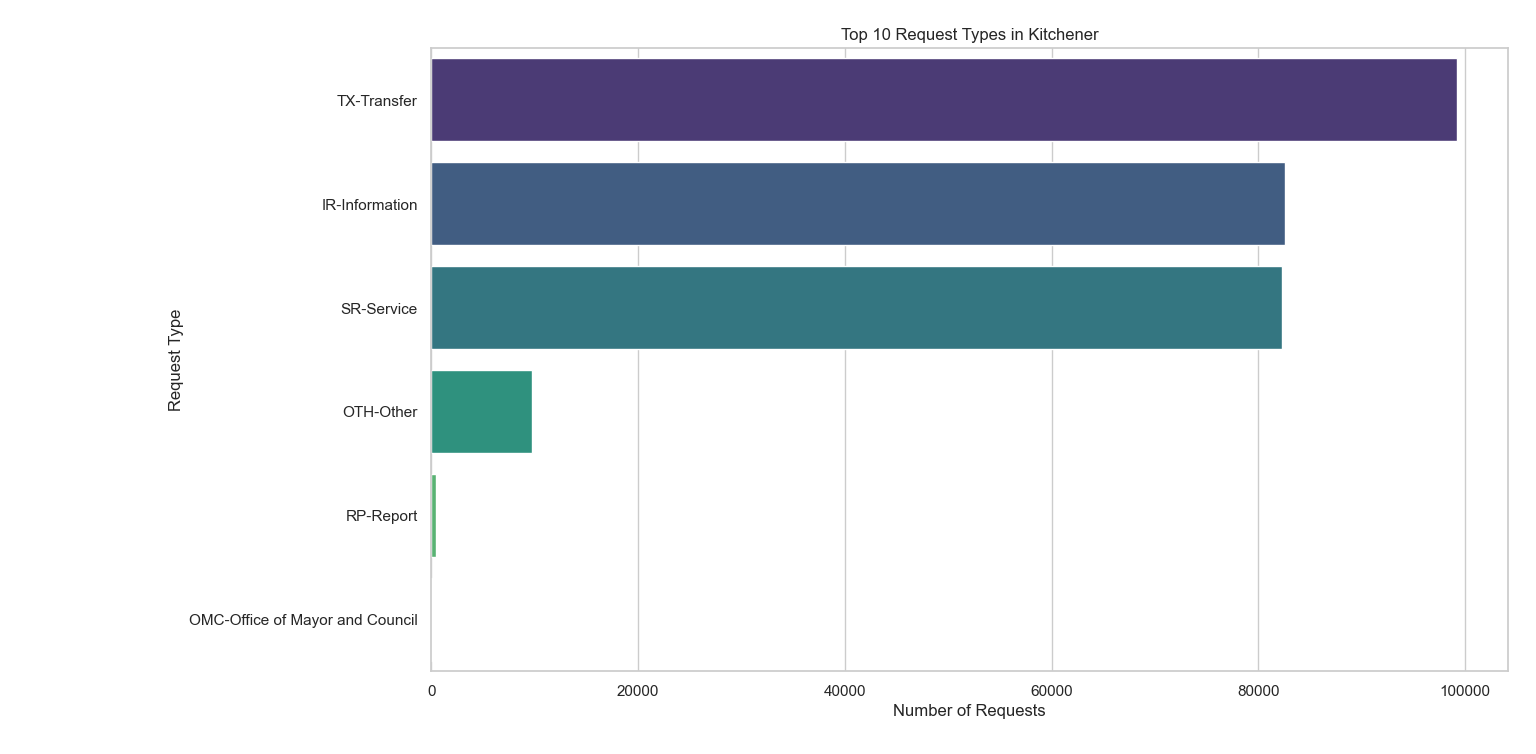 Top 10 Request Types in Kitchener
Request Type
TX-Transfer
IR-Information
SR-Service
OTH-Other
RP-Report
OMC-Office of Mayor and Council
0 20000 40000 60000 80000 100000
Number of Requests